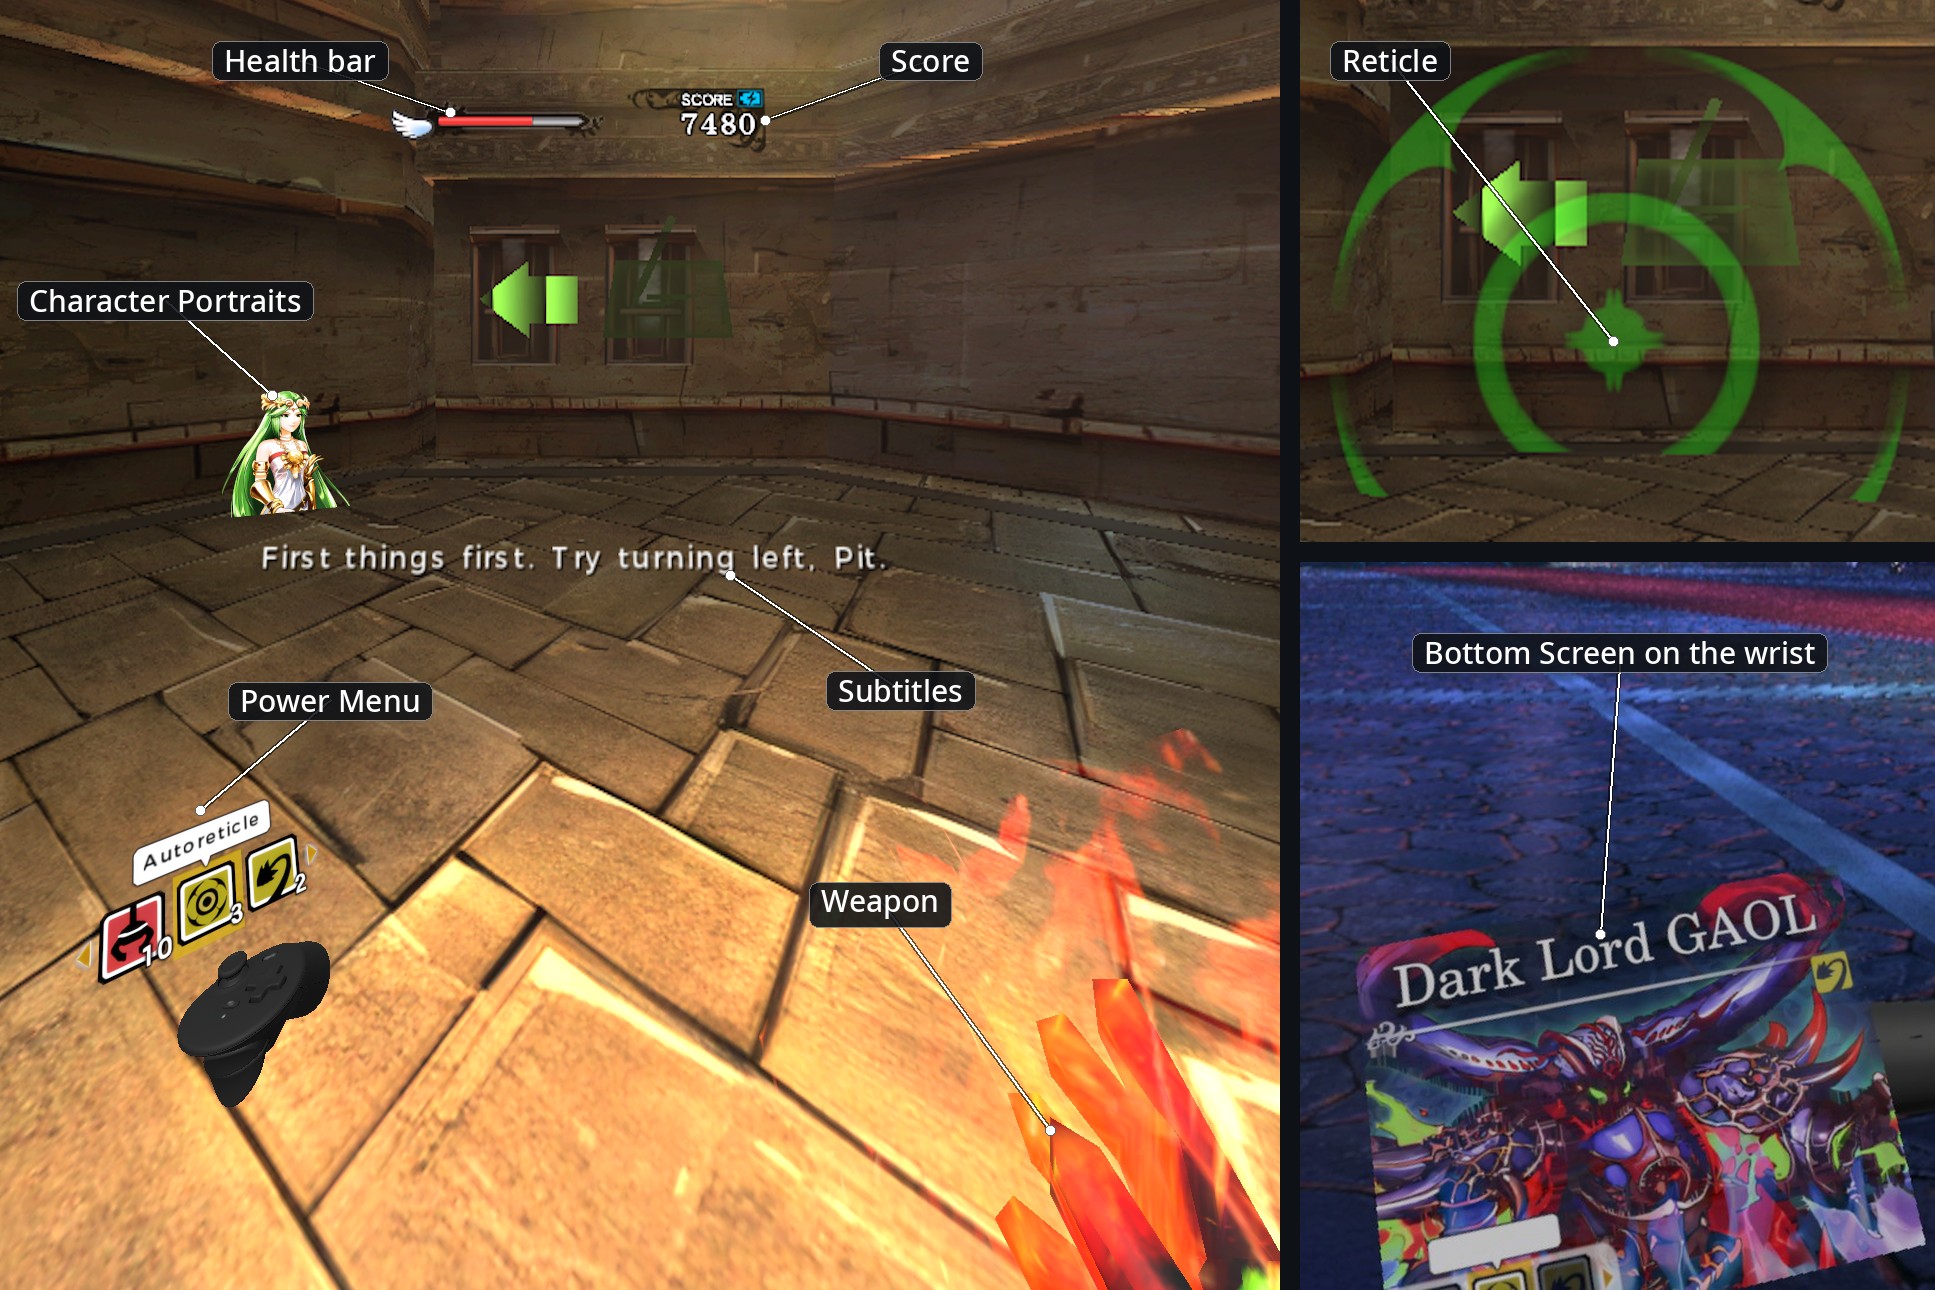 Health bar
Score
SCORE
7480
Character Portraits
First things first. Try turning left, Pit.
Subtitles
Power Menu
Autoreticle
10
3
2
Weapon
Reticle
Bottom Screen on the wrist
Dark Lord GAOL